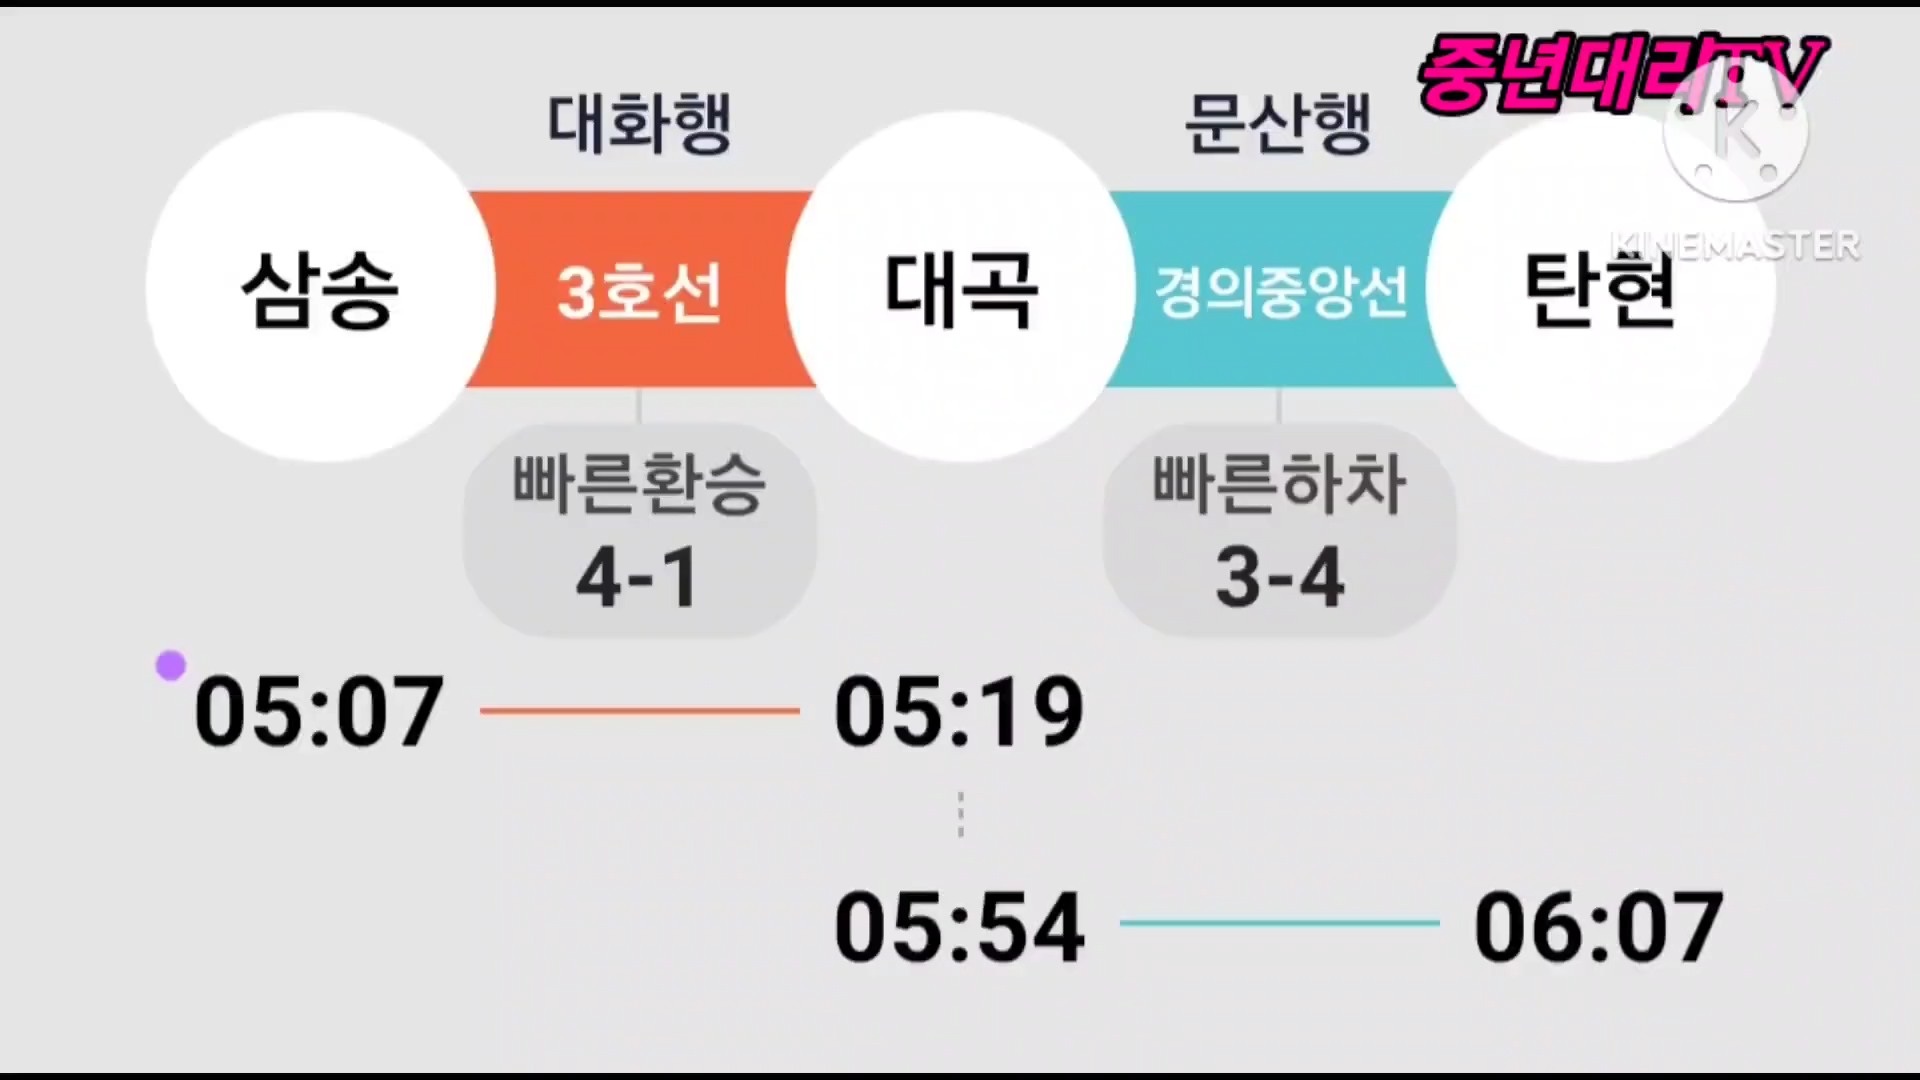 중년대리TV
KINEMASTER
대화행
문산행
삼송
3호선
대곡
경의중앙선
탄현
빠른환승
4-1
빠른하차
3-4
05:07
05:19
05:54
06:07